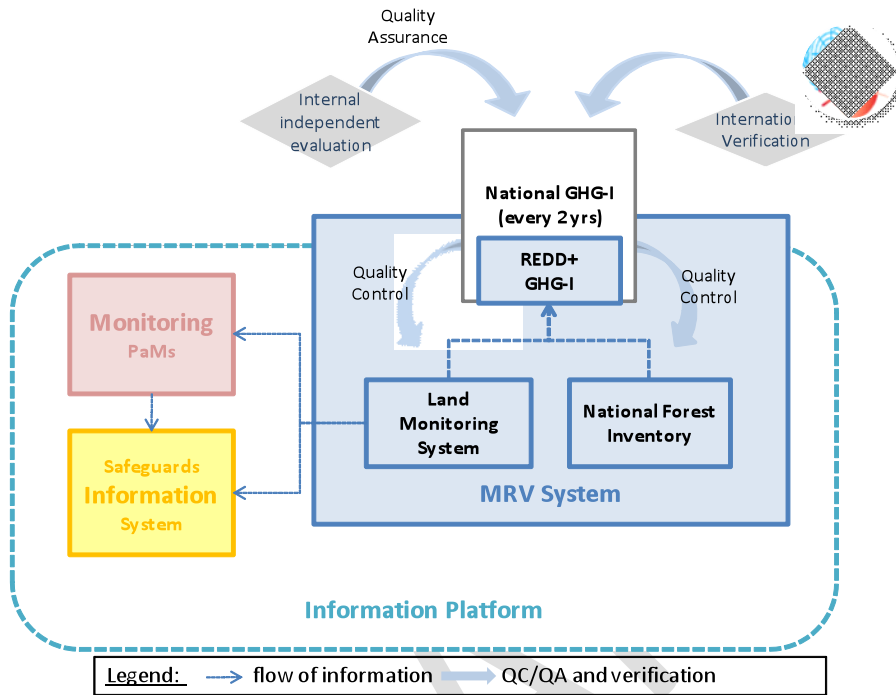 Quality
Assurance
Internal
independent
evaluation
Verification
National GHG-I
(every 2 yrs)
REDD+
GHG-I
Quality
Control
Quality
Control
Monitoring
PaMs
Land
Monitoring
System
National Forest
Inventory
Safeguards
Information
System
MRV System
Information Platform
Legend:
flow of information
QC/QA and verification